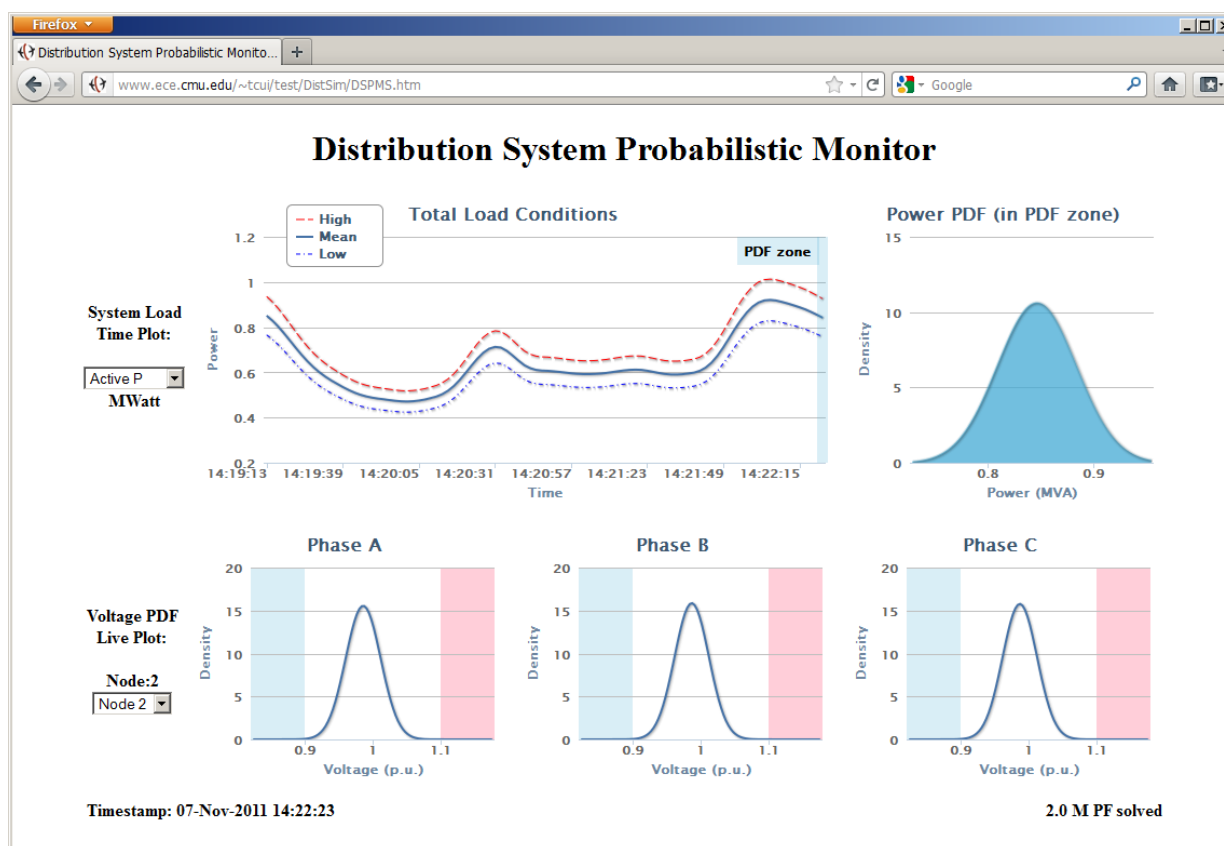 Firefox
Distribution System Probabilistic Monito...
www.ece.cmu.edu/~tcui/test/DistSim/DSPMS.htm
Google
Distribution System Probabilistic Monitor
System Load
Time Plot:
Active P
MWatt
Total Load Conditions
High
Mean
Low
PDF zone
Power
1.2
1
0.8
0.6
0.4
0.2
14:19:13 14:19:39 14:20:05 14:20:31 14:20:57 14:21:23 14:21:49 14:22:15
Time
Power PDF (in PDF zone)
Density
15
10
5
0
0.8 0.9
Power (MVA)
Voltage PDF
Live Plot:
Node:2
Node 2
Phase A
Density
20
15
10
5
0
0.9 1 1.1
Voltage (p.u.)
Phase B
Density
20
15
10
5
0
0.9 1 1.1
Voltage (p.u.)
Phase C
Density
20
15
10
5
0
0.9 1 1.1
Voltage (p.u.)
Timestamp: 07-Nov-2011 14:22:23
2.0 M PF solved